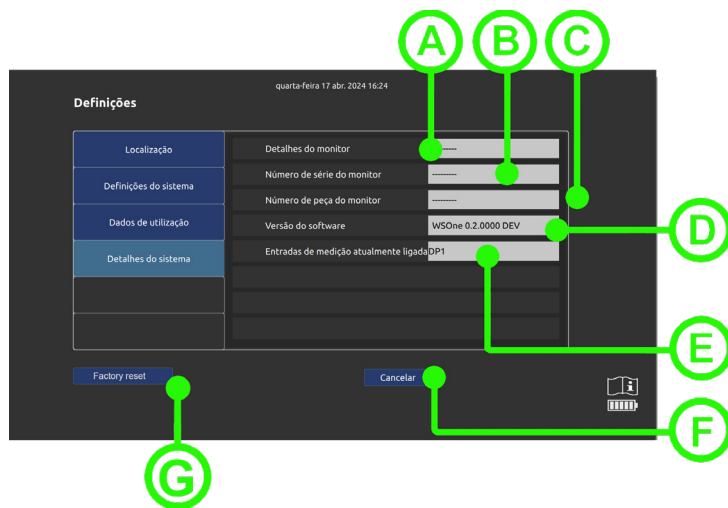 A
B
C
quarta-feira 17 abr. 2024 16:24
Definições
Localização
Detalhes do monitor
--------
Definições do sistema
Número de série do monitor
---------
Número de peça do monitor
---------
Dados de utilização
Versão do software
WSOne 0.2.0000 DEV
D
Detalhes do sistema
Entradas de medição atualmente ligada
DP1
E
Factory reset
Cancelar
i
F
G